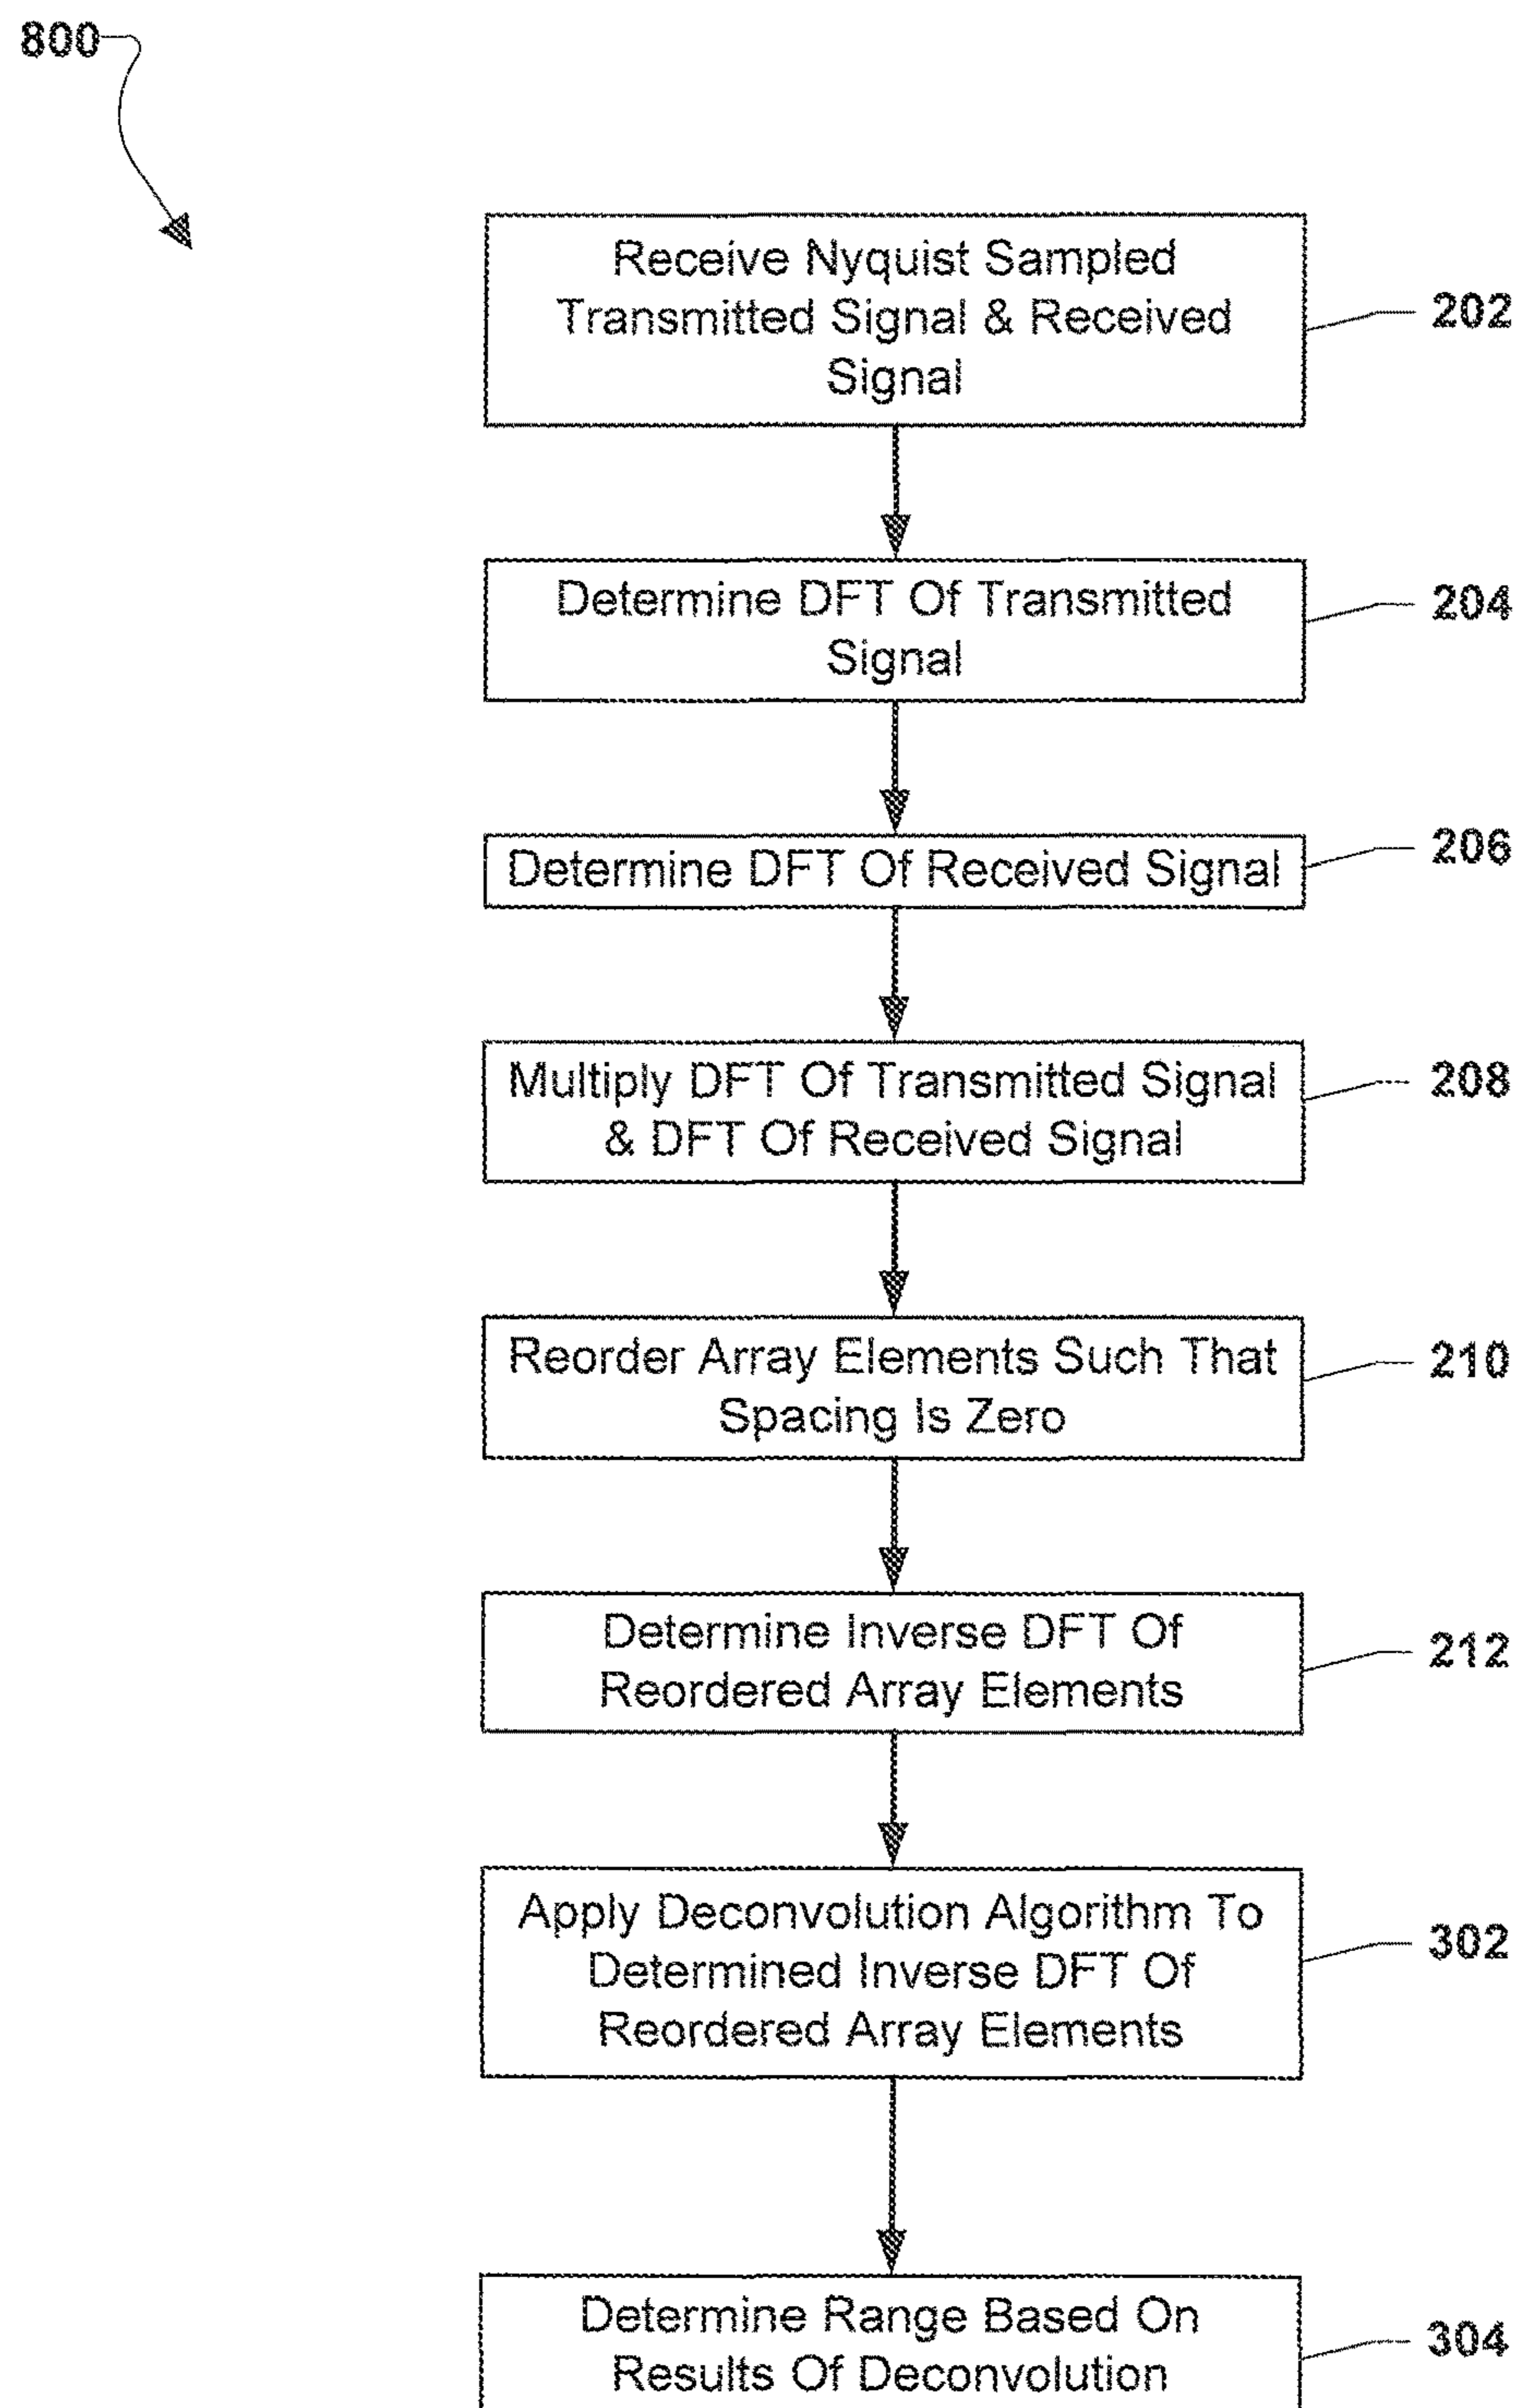 800
Receive Nyquist Sampled
Transmitted Signal & Received
Signal
202
Determine DFT Of Transmitted
Signal
204
Determine DFT Of Received Signal
206
Multiply DFT Of Transmitted Signal
& DFT Of Received Signal
208
Reorder Array Elements Such That
Spacing Is Zero
210
Determine Inverse DFT Of
Reordered Array Elements
212
Apply Deconvolution Algorithm To
Determined Inverse DFT Of
Reordered Array Elements
302
Determine Range Based On
Results Of Deconvolution
304